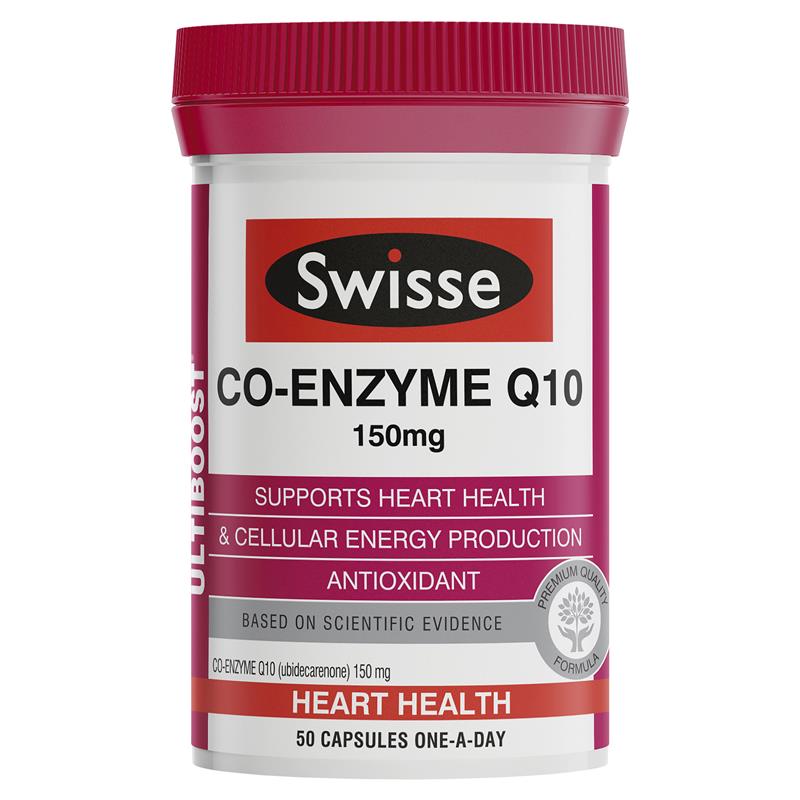 Swisse
CO-ENZYME Q10
150mg
ULTIBOOST
SUPPORTS HEART HEALTH
& CELLULAR ENERGY PRODUCTION
ANTIOXIDANT
BASED ON SCIENTIFIC EVIDENCE
PREMIUM QUALITY
FORMULA
CO-ENZYME Q10 (ubidecarenone) 150 mg
HEART HEALTH
50 CAPSULES ONE-A-DAY